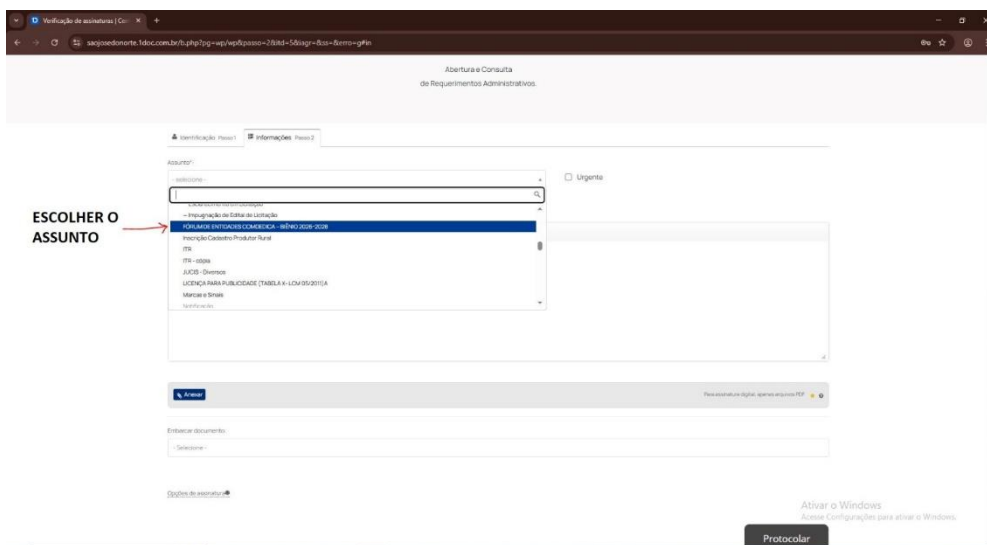 Verificação de assinaturas | Con
saojosedonorte.1doc.com.br/b.php?pg=wp/wp&passo=2&itd=5&isagr=&ss=&erro=g#in
Abertura e Consulta
de Requerimentos Administrativos.
Identificação Passo 1 Informações Passo 2
Assunto*:
- selecione -
Urgente
– Impugnação de Edital de Licitação
ESCOLHER O
ASSUNTO
FÓRUM DE ENTIDADES COMDEDICA - BIÊNIO 2026-2028
Inscrição Cadastro Produtor Rural
ITR
ITR - cópia
JUCIS - Diversos
LICENÇA PARA PUBLICIDADE (TABELA X- LCM 05/2011)A
Marcas e Sinais
Notificação
Anexar
Para assinatura digital: apenas arquivos PDF
Embarcar documento:
- Selecione -
Opções de assinatura
Ativar o Windows
Acesse Configurações para ativar o Windows.
Protocolar